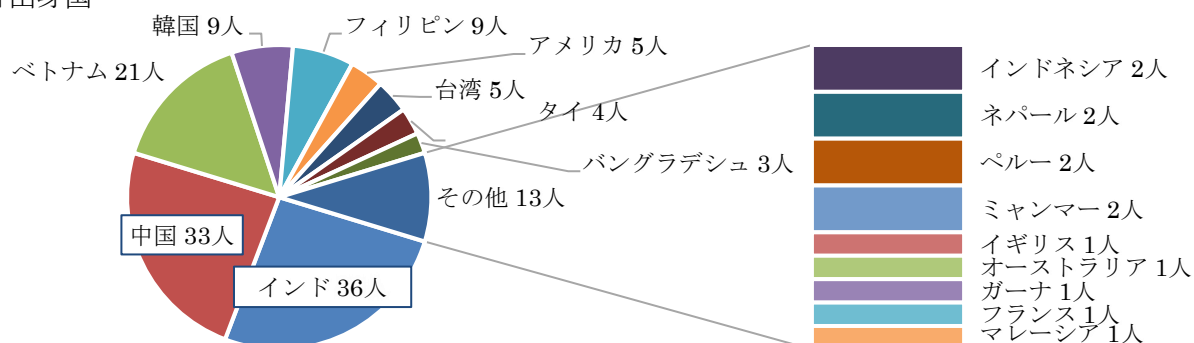 出身国
韓国 9人
フィリピン 9人
アメリカ 5人
ベトナム 21人
台湾 5人
タイ 4人
バングラデシュ 3人
その他 13人
中国 33人
インド 36人
インドネシア 2人
ネパール 2人
ペルー 2人
ミャンマー 2人
イギリス 1人
オーストラリア 1人
ガーナ 1人
フランス 1人
マレーシア 1人